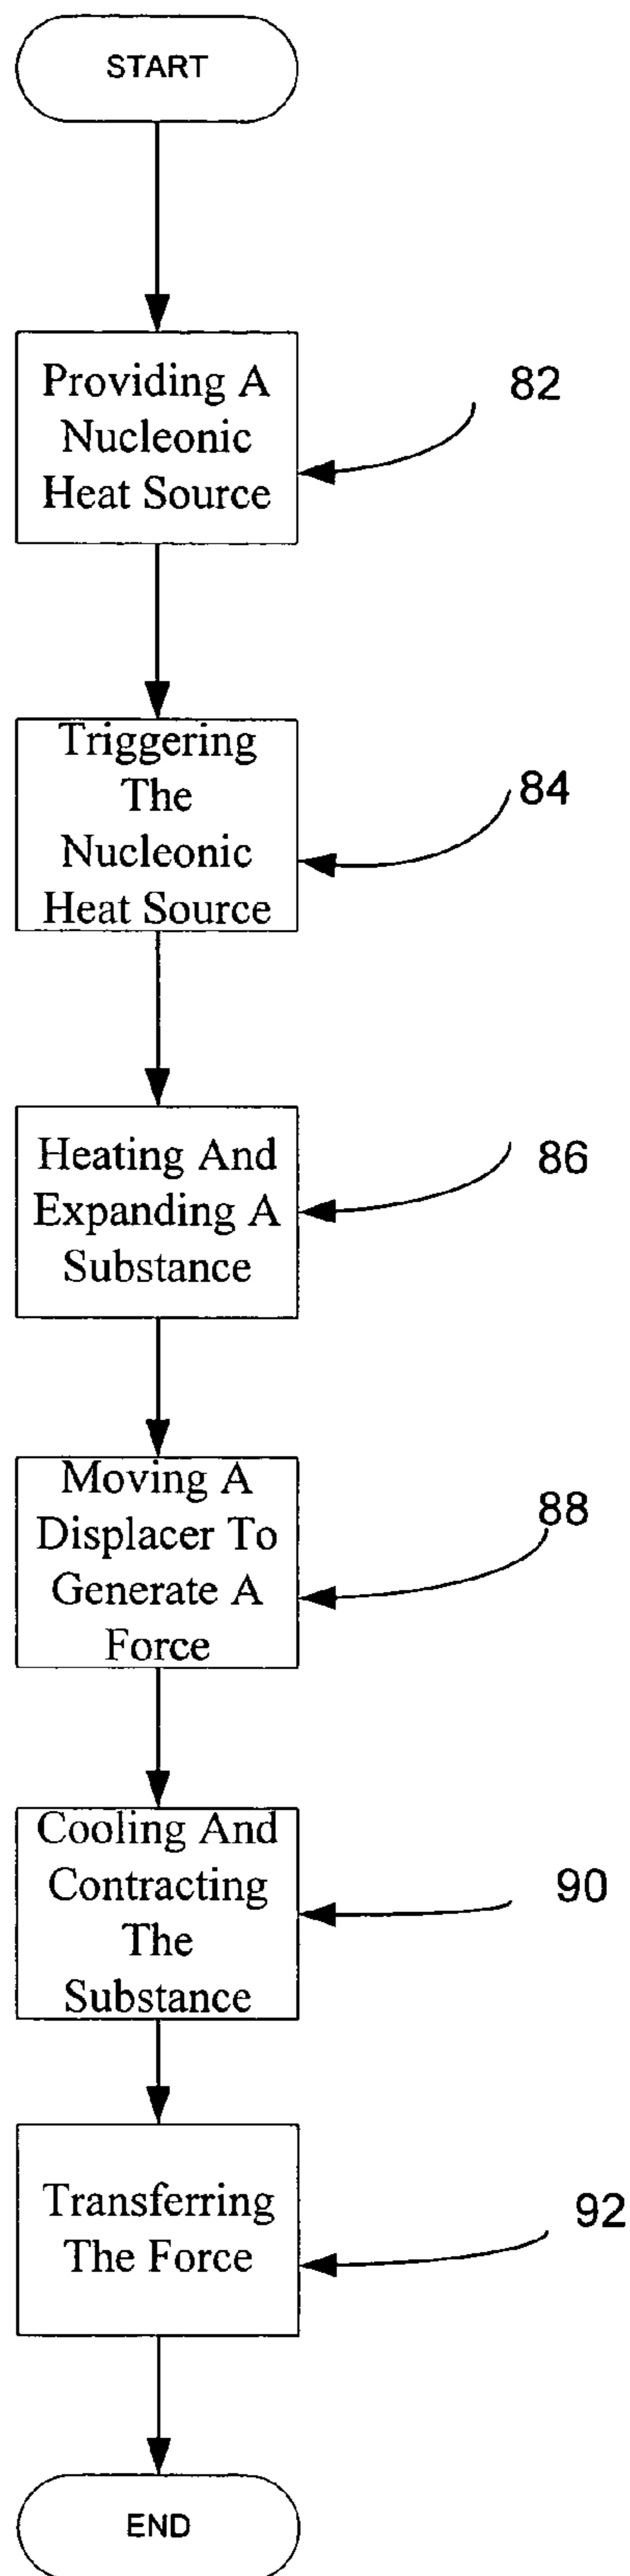 START
Providing A
Nucleonic
Heat Source
82
Triggering
The
Nucleonic
Heat Source
84
Heating And
Expanding A
Substance
86
Moving A
Displacer To
Generate A
Force
88
Cooling And
Contracting
The
Substance
90
Transferring
The Force
92
END